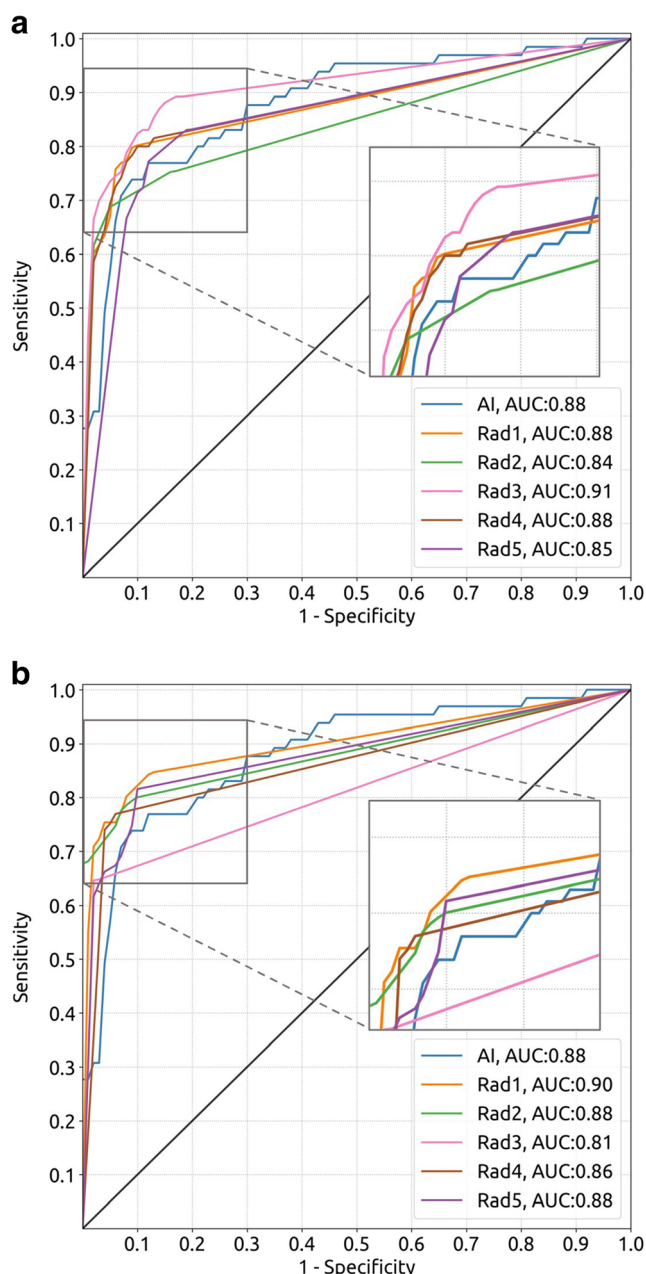 a
1.0
0.9
0.8
0.7
0.6
0.5
0.4
0.3
0.2
0.1
Sensitivity
AI, AUC:0.88
Rad1, AUC:0.88
Rad2, AUC:0.84
Rad3, AUC:0.91
Rad4, AUC:0.88
Rad5, AUC:0.85
0.1 0.2 0.3 0.4 0.5 0.6 0.7 0.8 0.9 1.0
1 - Specificity
b
1.0
0.9
0.8
0.7
0.6
0.5
0.4
0.3
0.2
0.1
Sensitivity
AI, AUC:0.88
Rad1, AUC:0.90
Rad2, AUC:0.88
Rad3, AUC:0.81
Rad4, AUC:0.86
Rad5, AUC:0.88
0.1 0.2 0.3 0.4 0.5 0.6 0.7 0.8 0.9 1.0
1 - Specificity